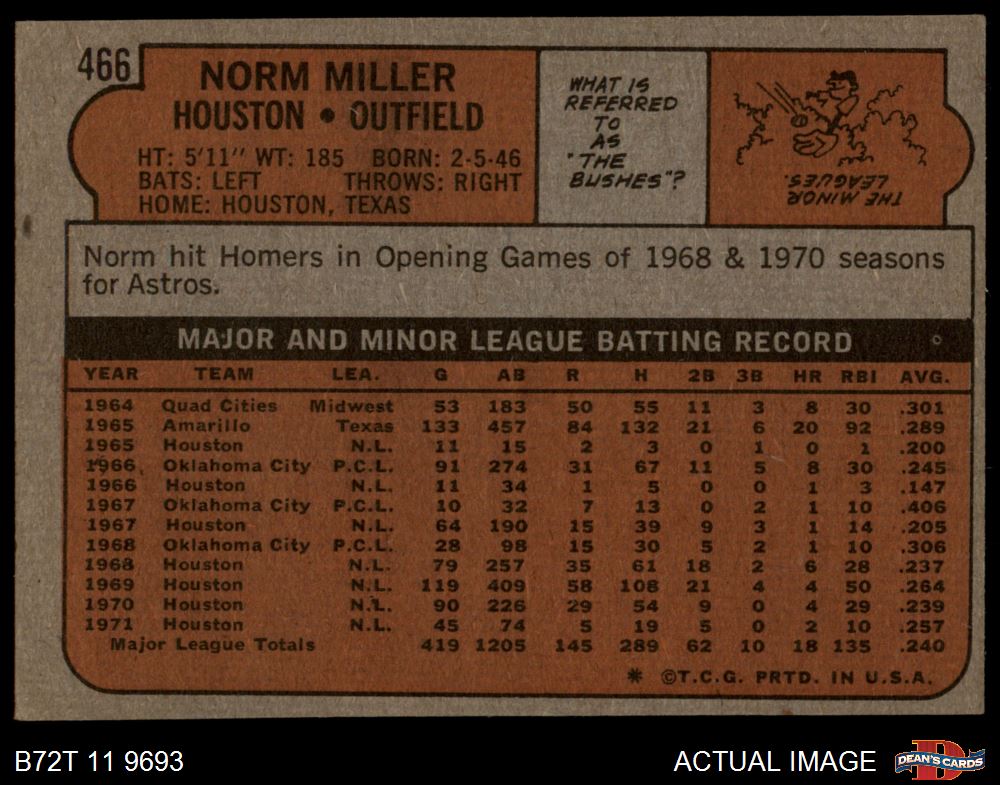 466
NORM MILLER
HOUSTON • OUTFIELD
HT: 5'11" WT: 185 BORN: 2-5-46
BATS: LEFT THROWS: RIGHT
HOME: HOUSTON, TEXAS
WHAT IS
REFERRED
TO
AS
"THE
BUSHES"?
THE MINOR
LEAGUES.
Norm hit Homers in Opening Games of 1968 & 1970 seasons
for Astros.
MAJOR AND MINOR LEAGUE BATTING RECORD
YEAR TEAM LEA. G AB R H 2B 3B HR RBI AVG.
1964 Quad Cities Midwest 53 183 50 55 11 3 8 30 .301
1965 Amarillo Texas 133 457 84 132 21 6 20 92 .289
1965 Houston N.L. 11 15 2 3 0 1 0 1 .200
1966 Oklahoma City P.C.L. 91 274 31 67 11 5 8 30 .245
1966 Houston N.L. 11 34 1 5 0 0 1 3 .147
1967 Oklahoma City P.C.L. 10 32 7 13 0 2 1 10 .406
1967 Houston N.L. 64 190 15 39 9 3 1 14 .205
1968 Oklahoma City P.C.L. 28 98 15 30 5 2 1 10 .306
1968 Houston N.L. 79 257 35 61 18 2 6 28 .237
1969 Houston N.L. 119 409 58 108 21 4 4 50 .264
1970 Houston N.L. 90 226 29 54 9 0 4 29 .239
1971 Houston N.L. 45 74 5 19 5 0 2 10 .257
Major League Totals 419 1205 145 289 62 10 18 135 .240
* ©T.C.G. PRTD. IN U.S.A.
B72T 11 9693
ACTUAL IMAGE
D
DEAN'S CARDS